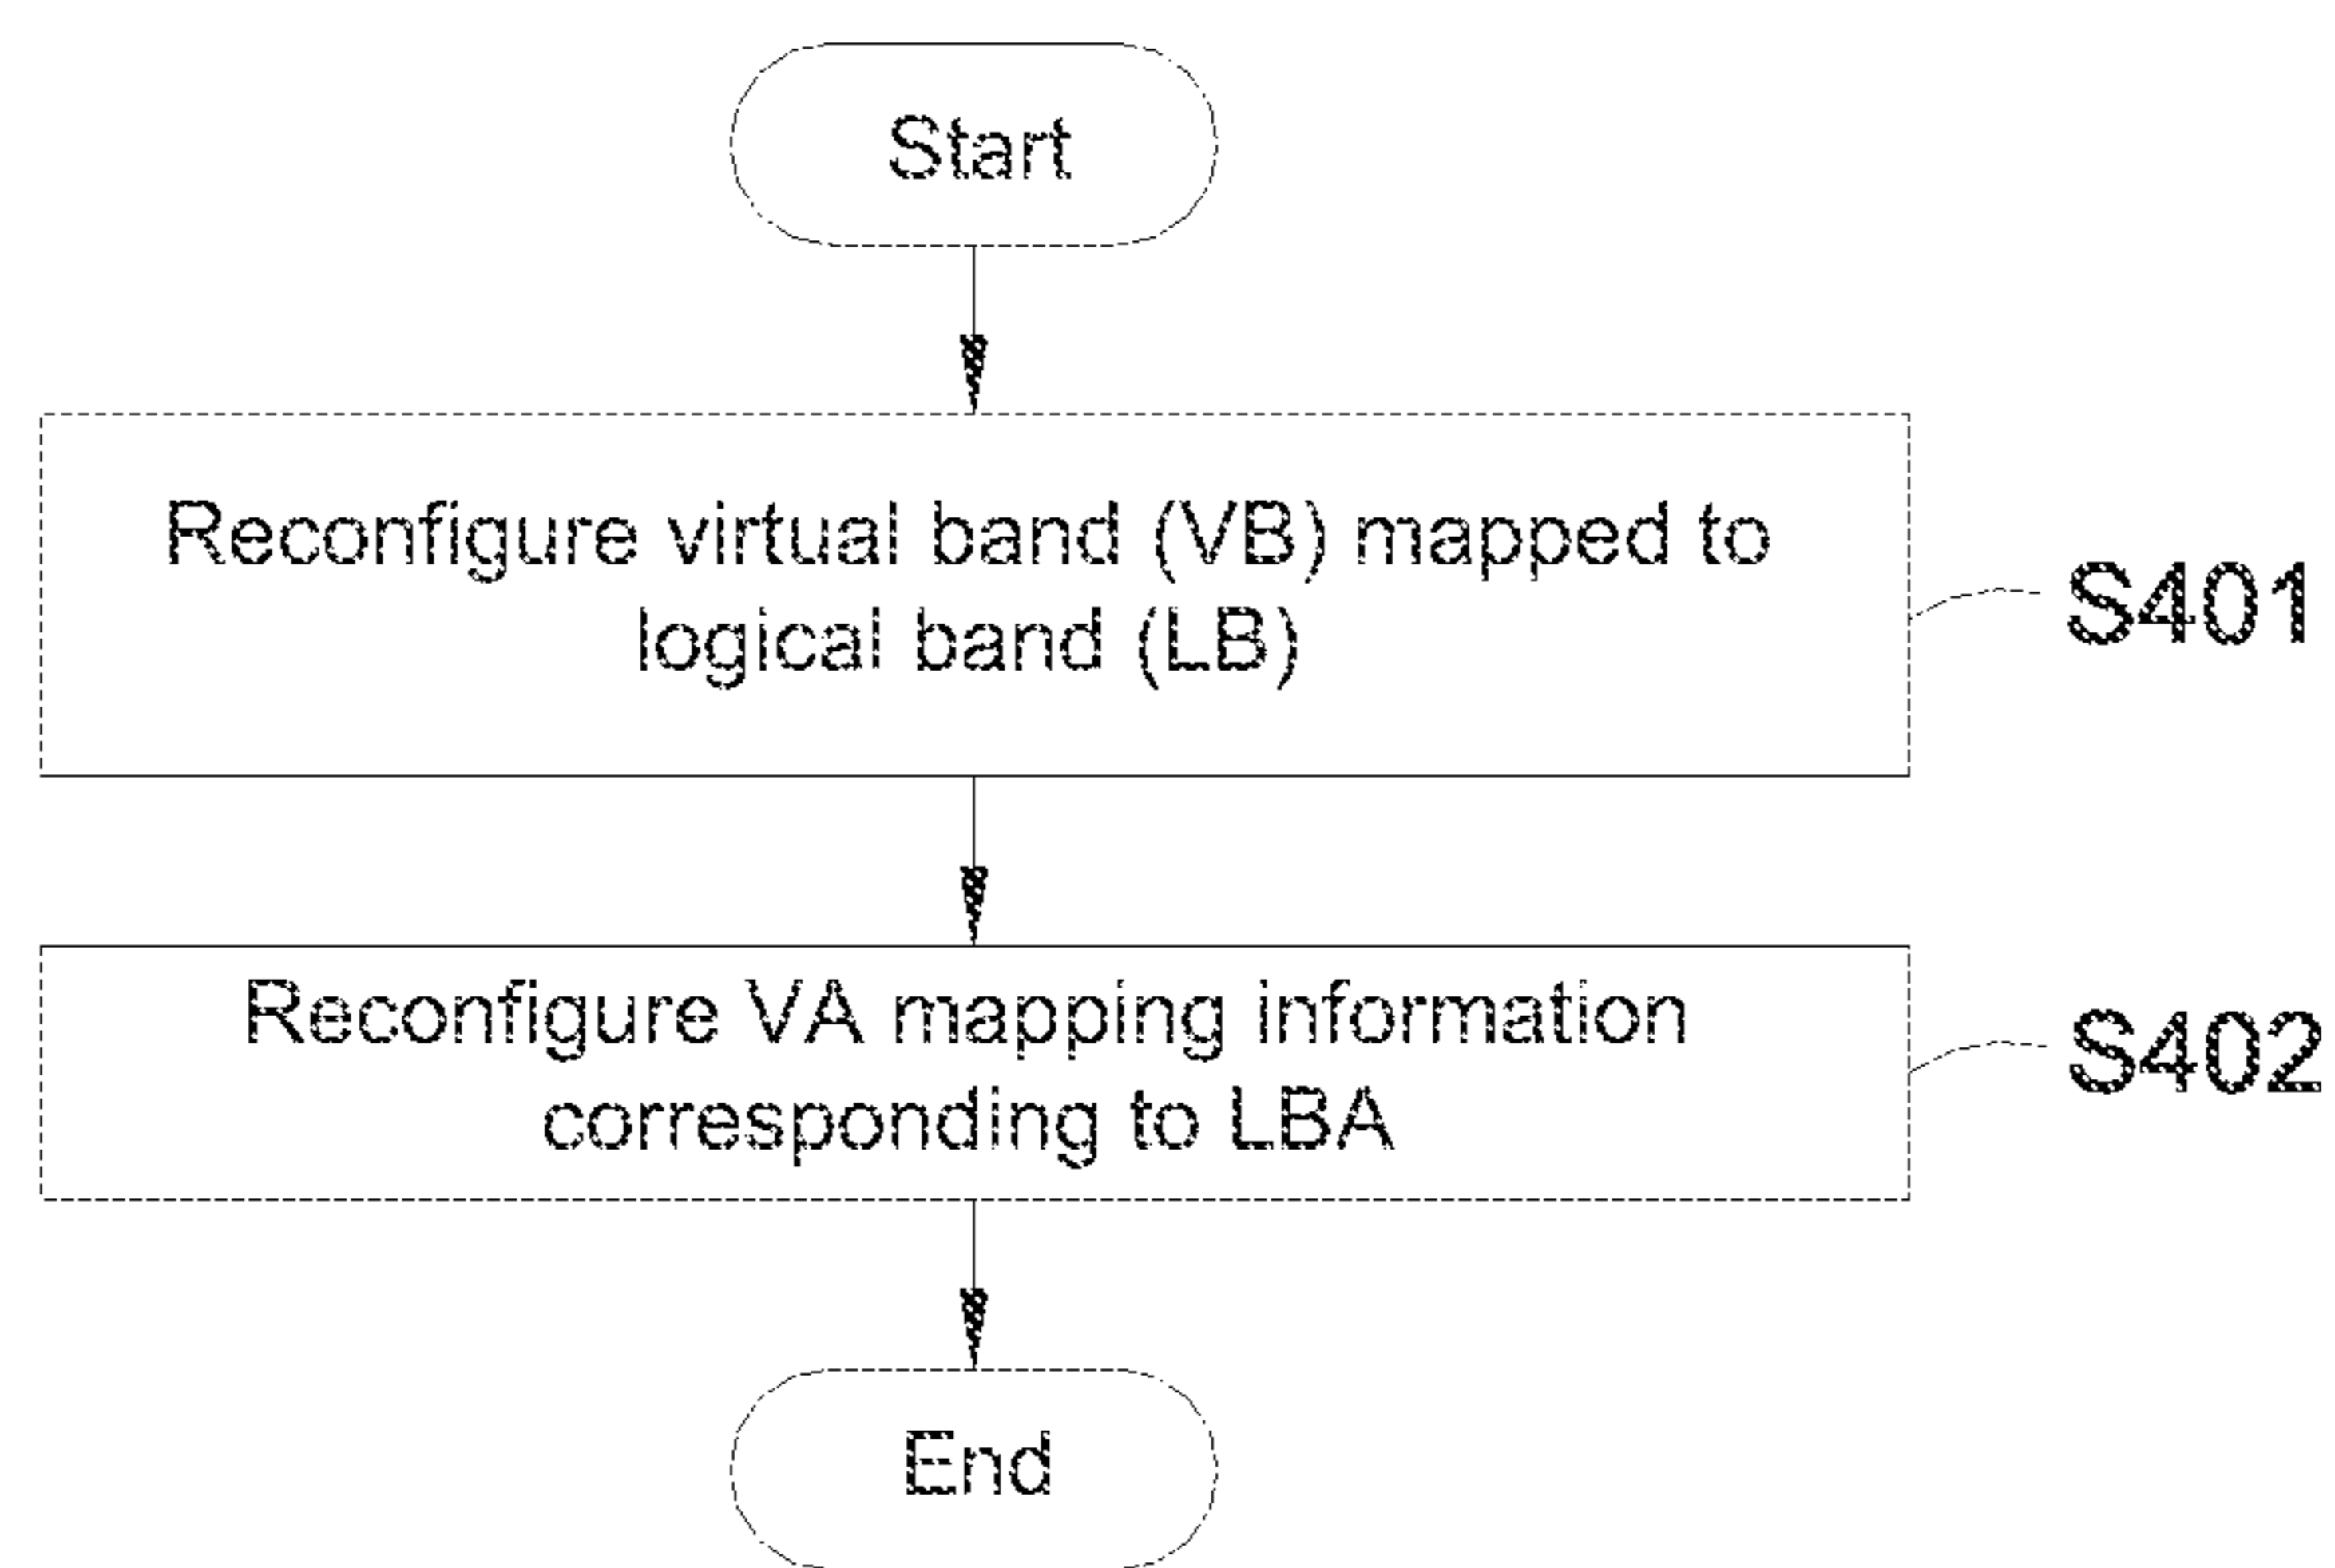 Start
Reconfigure virtual band (VB) mapped to
logical band (LB)
S401
Reconfigure VA mapping information
corresponding to LBA
S402
End